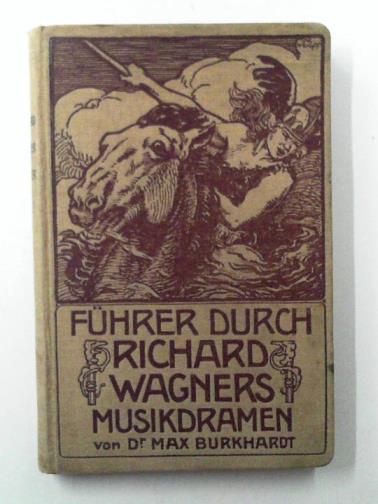 FÜHRER DURCH
RICHARD
WAGNERS
MUSIKDRAMEN
von Dr MAX BURKHARDT